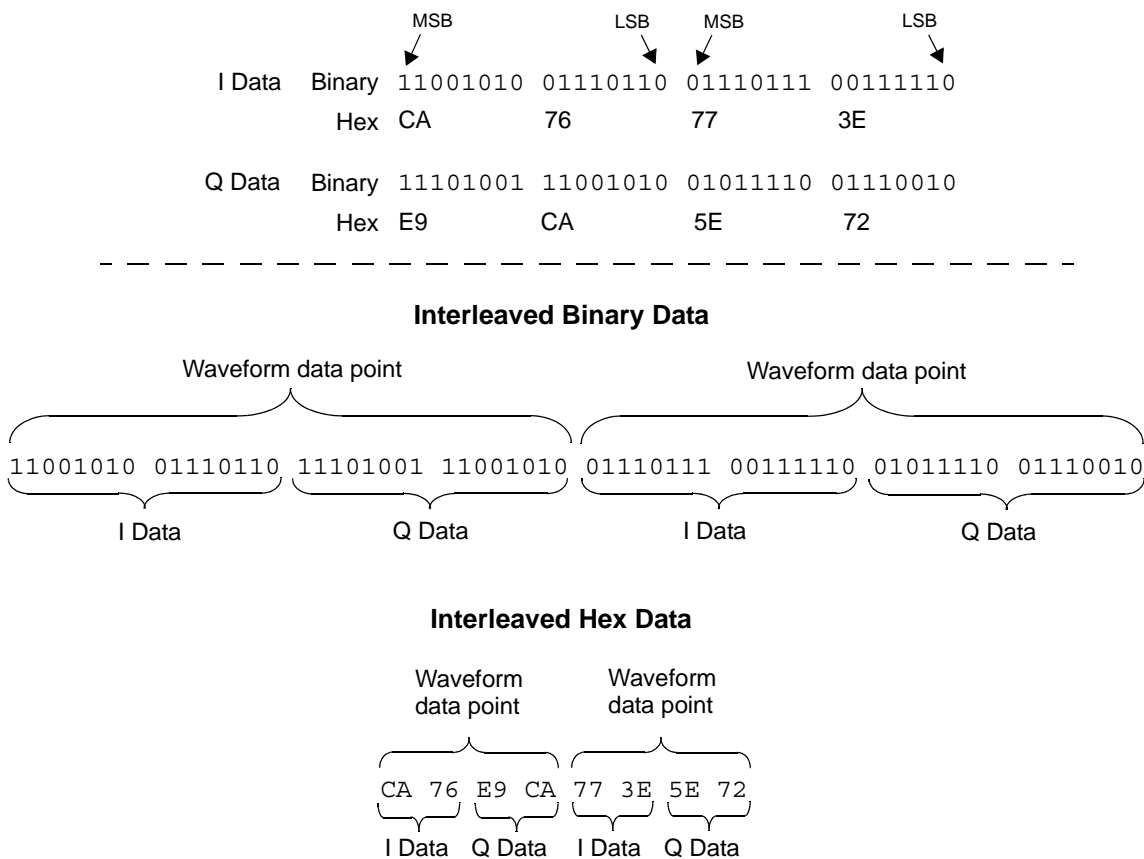 MSB LSB MSB LSB
I Data Binary 11001010 01110110 01110111 00111110
Hex CA 76 77 3E
Q Data Binary 11101001 11001010 01011110 01110010
Hex E9 CA 5E 72
Interleaved Binary Data
Waveform data point Waveform data point
11001010 01110110 11101001 11001010 01110111 00111110 01011110 01110010
I Data Q Data I Data Q Data
Interleaved Hex Data
Waveform Waveform
data point data point
CA 76 E9 CA 77 3E 5E 72
I Data Q Data I Data Q Data